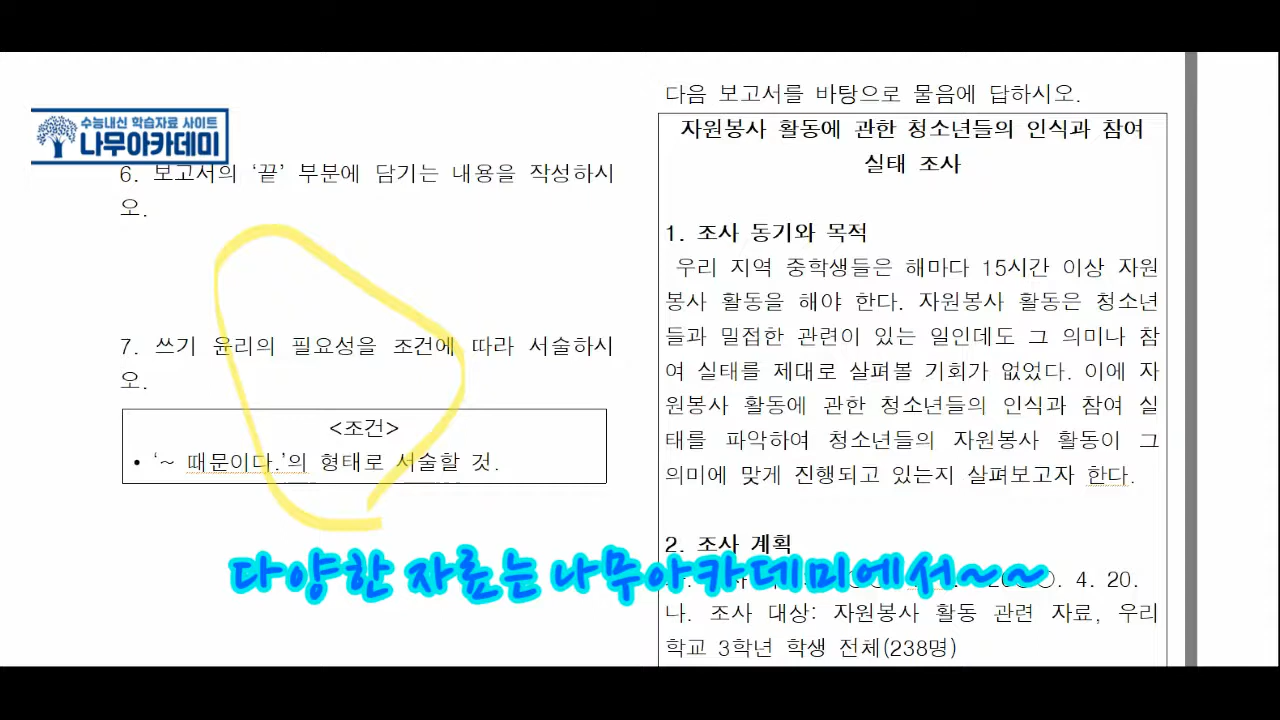 수능내신 학습자료 사이트
나무아카데미
6. 보고서의 '끝' 부분에 담기는 내용을 작성하시
오.
7. 쓰기 윤리의 필요성을 조건에 따라 서술하시
오.
<조건>
• '~ 때문이다.'의 형태로 서술할 것.
다음 보고서를 바탕으로 물음에 답하시오.
자원봉사 활동에 관한 청소년들의 인식과 참여
실태 조사
1. 조사 동기와 목적
우리 지역 중학생들은 해마다 15시간 이상 자원
봉사 활동을 해야 한다. 자원봉사 활동은 청소년
들과 밀접한 관련이 있는 일인데도 그 의미나 참
여 실태를 제대로 살펴볼 기회가 없었다. 이에 자
원봉사 활동에 관한 청소년들의 인식과 참여 실
태를 파악하여 청소년들의 자원봉사 활동이 그
의미에 맞게 진행되고 있는지 살펴보고자 한다.
2. 조사 계획
4. 20.
나. 조사 대상: 자원봉사 활동 관련 자료, 우리
학교 3학년 학생 전체(238명)
다양한 자료는 나무아카데미에서~~